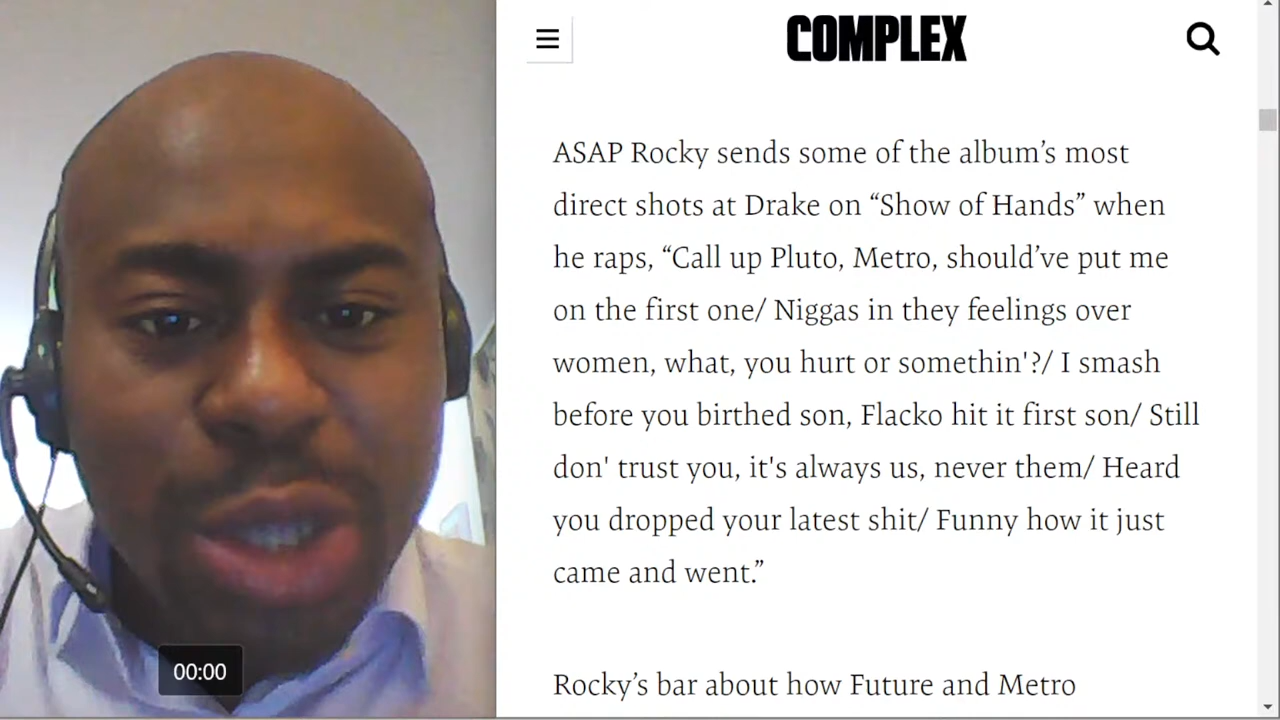 COMPLEX
ASAP Rocky sends some of the album’s most
direct shots at Drake on “Show of Hands” when
he raps, “Call up Pluto, Metro, should’ve put me
on the first one/ Niggas in they feelings over
women, what, you hurt or somethin'?/ I smash
before you birthed son, Flacko hit it first son/ Still
don' trust you, it's always us, never them/ Heard
you dropped your latest shit/ Funny how it just
came and went.”
Rocky’s bar about how Future and Metro
00:00